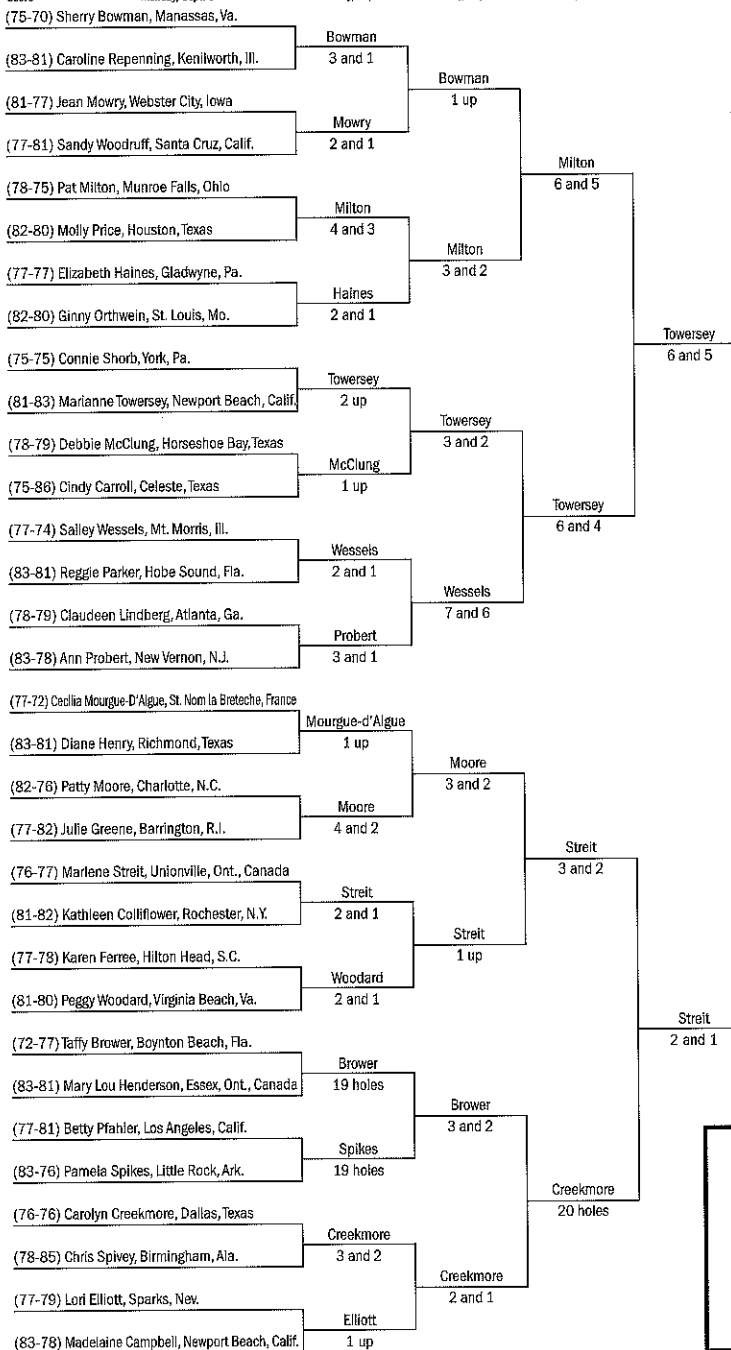 (75-70) Sherry Bowman, Manassas, Va.
(83-81) Caroline Repenning, Kenilworth, Ill.
(81-77) Jean Mowry, Webster City, Iowa
(77-81) Sandy Woodruff, Santa Cruz, Calif.
(78-75) Pat Milton, Munroe Falls, Ohio
(82-80) Molly Price, Houston, Texas
(77-77) Elizabeth Haines, Gladwyne, Pa.
(82-80) Ginny Orthwein, St. Louis, Mo.
(75-75) Connie Shorb, York, Pa.
(81-83) Marianne Towersey, Newport Beach, Calif.
(78-79) Debbie McClung, Horseshoe Bay, Texas
(75-86) Cindy Carroll, Celeste, Texas
(77-74) Sailey Wessels, Mt. Morris, Ill.
(83-81) Reggie Parker, Hobe Sound, Fla.
(78-79) Claudeen Lindberg, Atlanta, Ga.
(83-78) Ann Probert, New Vernon, N.J.
(77-72) Cecilia Mourgue-D'Algue, St. Nom la Breteche, France
(83-81) Diane Henry, Richmond, Texas
(82-76) Patty Moore, Charlotte, N.C.
(77-82) Julie Greene, Barrington, R.I.
(76-77) Marlene Streit, Unionville, Ont., Canada
(81-82) Kathleen Colliflower, Rochester, N.Y.
(77-78) Karen Ferree, Hilton Head, S.C.
(81-80) Peggy Woodard, Virginia Beach, Va.
(72-77) Taffy Brower, Boynton Beach, Fla.
(83-81) Mary Lou Henderson, Essex, Ont., Canada
(77-81) Betty Pfahler, Los Angeles, Calif.
(83-76) Pamela Spikes, Little Rock, Ark.
(76-76) Carolyn Creekmore, Dallas, Texas
(78-85) Chris Spivey, Birmingham, Ala.
(77-79) Lori Elliott, Sparks, Nev.
(83-78) Madelaine Campbell, Newport Beach, Calif.
Bowman
3 and 1
Mowry
2 and 1
Milton
4 and 3
Haines
2 and 1
Towersey
2 up
McClung
1 up
Wessels
2 and 1
Probert
3 and 1
Mourgue-d'Algue
1 up
Moore
4 and 2
Streit
2 and 1
Woodard
2 and 1
Brower
19 holes
Spikes
19 holes
Creekmore
3 and 2
Elliott
1 up
Bowman
1 up
Milton
3 and 2
Towersey
3 and 2
Wessels
7 and 6
Moore
3 and 2
Streit
1 up
Brower
3 and 2
Creekmore
2 and 1
Milton
6 and 5
Towersey
6 and 4
Streit
3 and 2
Creekmore
20 holes
Towersey
6 and 5
Streit
2 and 1